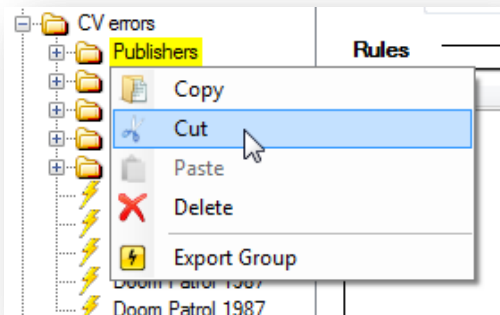 CV errors
Publishers
Rules
Copy
Cut
Paste
Delete
Export Group
Doom Patrol 1987
Doom Patrol 1987